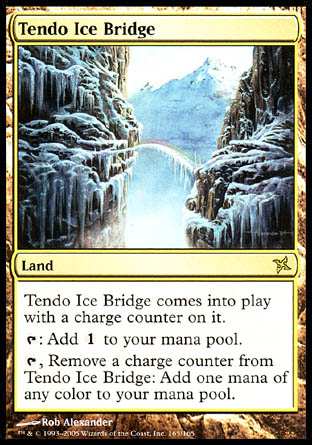 Tendo Ice Bridge
Land
Tendo Ice Bridge comes into play
with a charge counter on it.
: Add 1 to your mana pool.
, Remove a charge counter from
Tendo Ice Bridge: Add one mana of
any color to your mana pool.
Rob Alexander
™ & © 1993–2005 Wizards of the Coast, Inc. 165/165